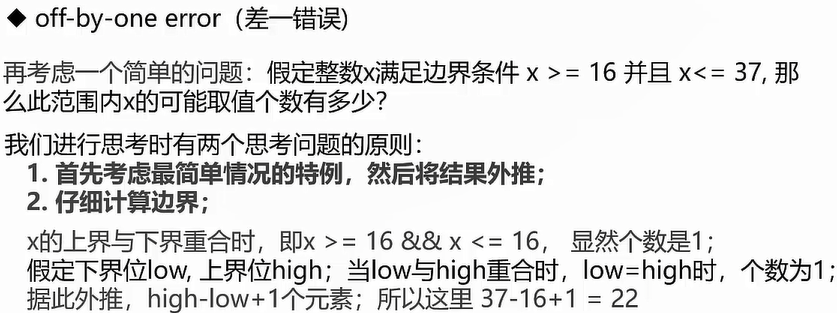 ◆ off-by-one error（差一错误)
再考虑一个简单的问题：假定整数x满足边界条件 x >= 16 并且 x<= 37, 那
么此范围内x的可能取值个数有多少？
我们进行思考时有两个思考问题的原则：
1. 首先考虑最简单情况的特例，然后将结果外推；
2. 仔细计算边界；
x的上界与下界重合时，即x >= 16 && x <= 16， 显然个数是1；
假定下界位low, 上界位high；当low与high重合时，low=high时，个数为1；
据此外推，high-low+1个元素；所以这里 37-16+1 = 22